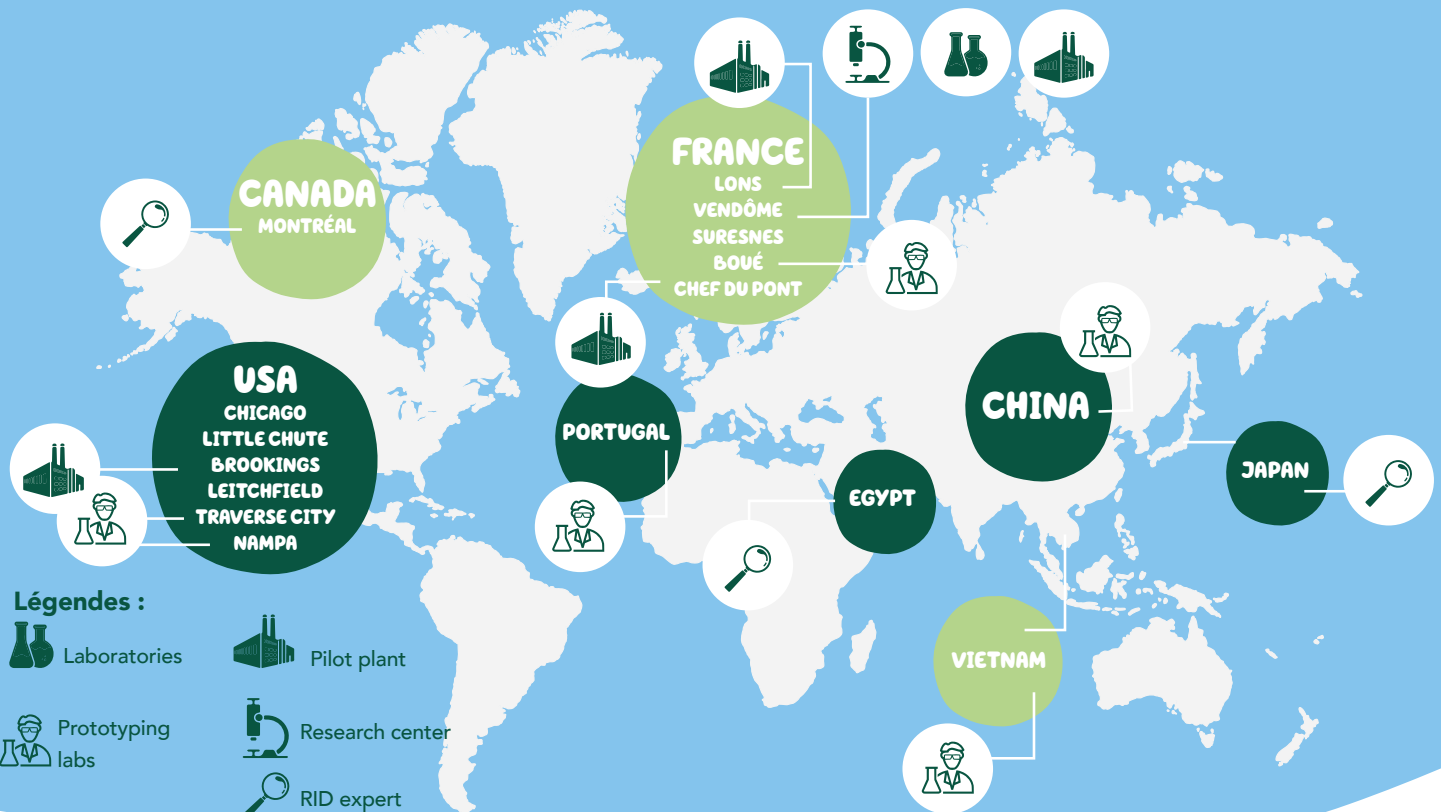 FRANCE
LONS
VENDÔME
SURESNES
BOUÉ
CHEF DU PONT
CANADA
MONTRÉAL
USA
CHICAGO
LITTLE CHUTE
BROOKINGS
LEITCHFIELD
TRAVERSE CITY
NAMPA
PORTUGAL
CHINA
EGYPT
JAPAN
VIETNAM
Légendes :
Laboratories
Pilot plant
Prototyping
labs
Research center
RID expert